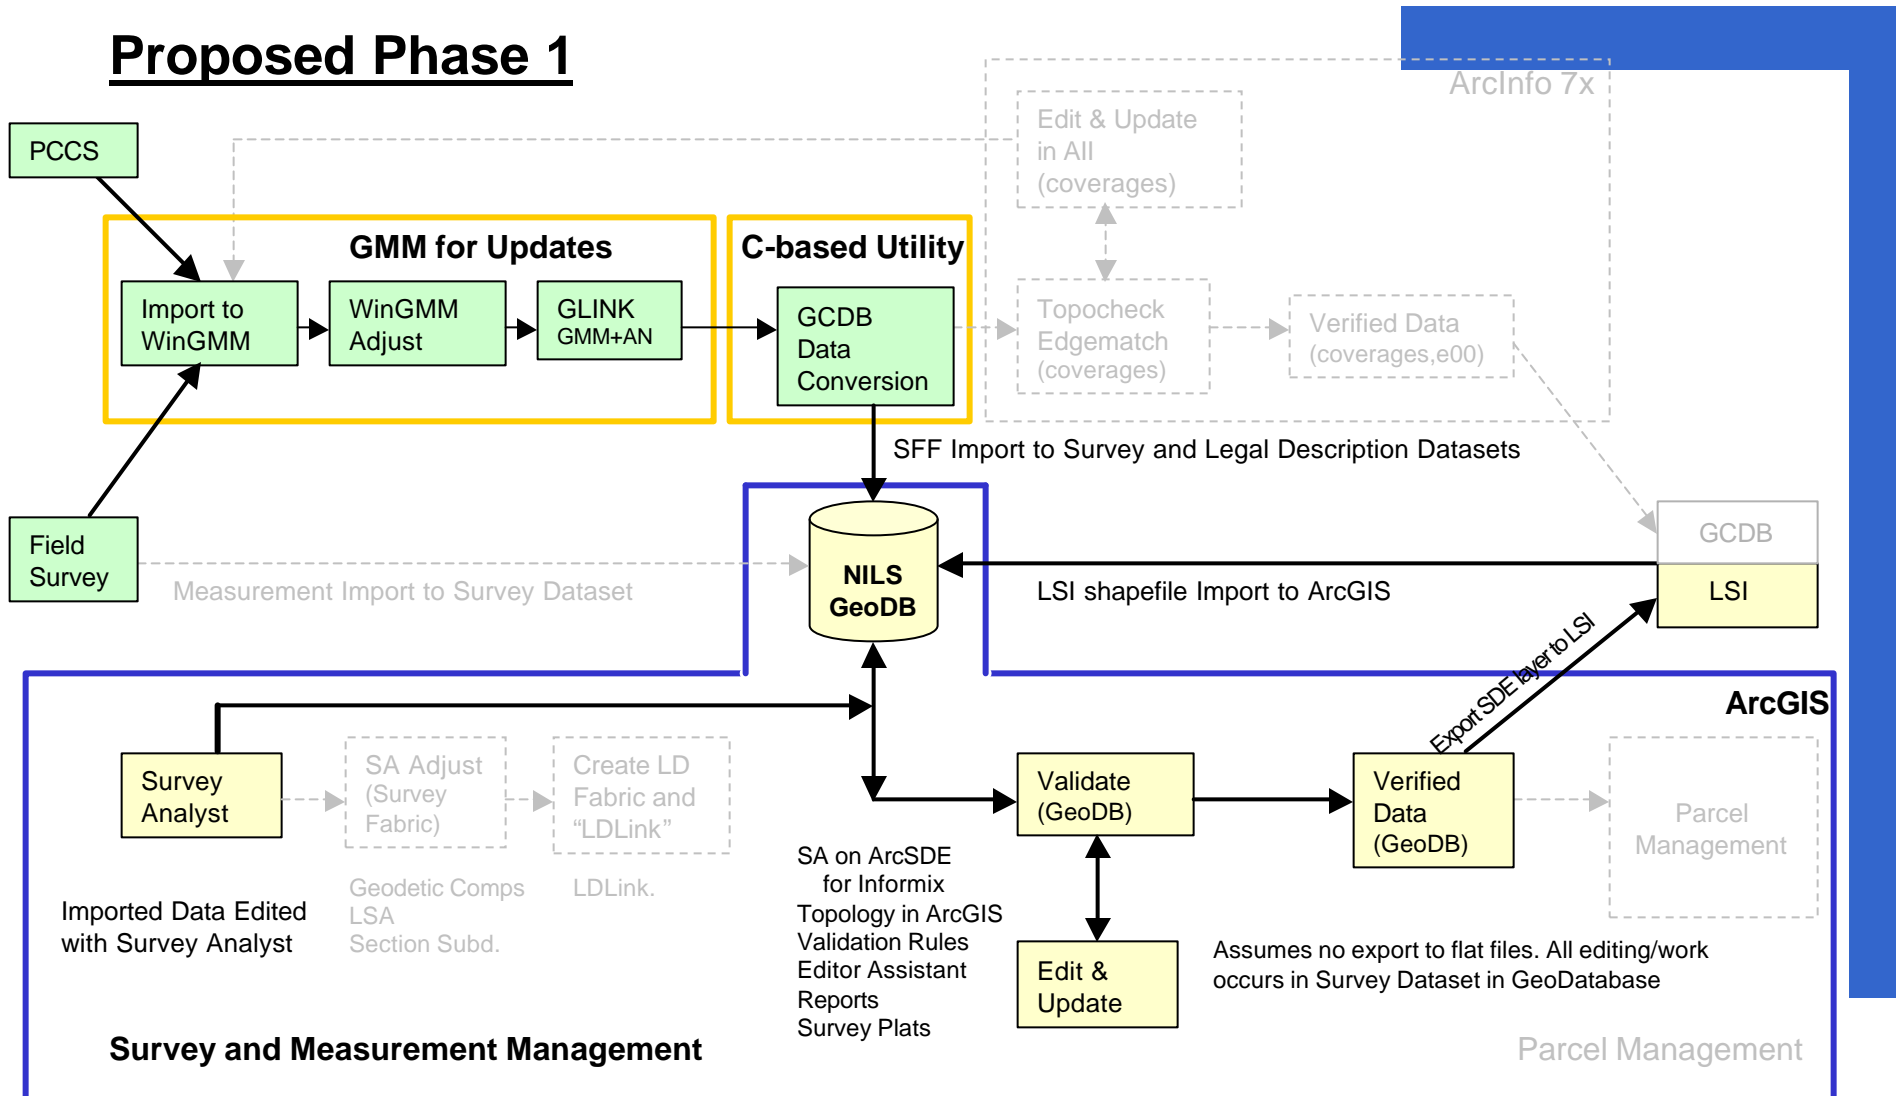 Proposed Phase 1
ArcInfo 7x
PCCS
Edit & Update
in AII
(coverages)
GMM for Updates
C-based Utility
Import to
WinGMM
WinGMM
Adjust
GLINK
GMM+AN
GCDB
Data
Conversion
Topocheck
Edgematch
(coverages)
Verified Data
(coverages,e00)
SFF Import to Survey and Legal Description Datasets
Field
Survey
Measurement Import to Survey Dataset
NILS
GeoDB
LSI shapefile Import to ArcGIS
GCDB
LSI
Export SDE layer to LSI
ArcGIS
Survey
Analyst
SA Adjust
(Survey
Fabric)
Create LD
Fabric and
“LDLink”
Validate
(GeoDB)
Verified
Data
(GeoDB)
Parcel
Management
Imported Data Edited
with Survey Analyst
Geodetic Comps
LSA
Section Subd.
LDLink.
SA on ArcSDE
for Informix
Topology in ArcGIS
Validation Rules
Editor Assistant
Reports
Survey Plats
Edit &
Update
Assumes no export to flat files. All editing/work
occurs in Survey Dataset in GeoDatabase
Survey and Measurement Management
Parcel Management